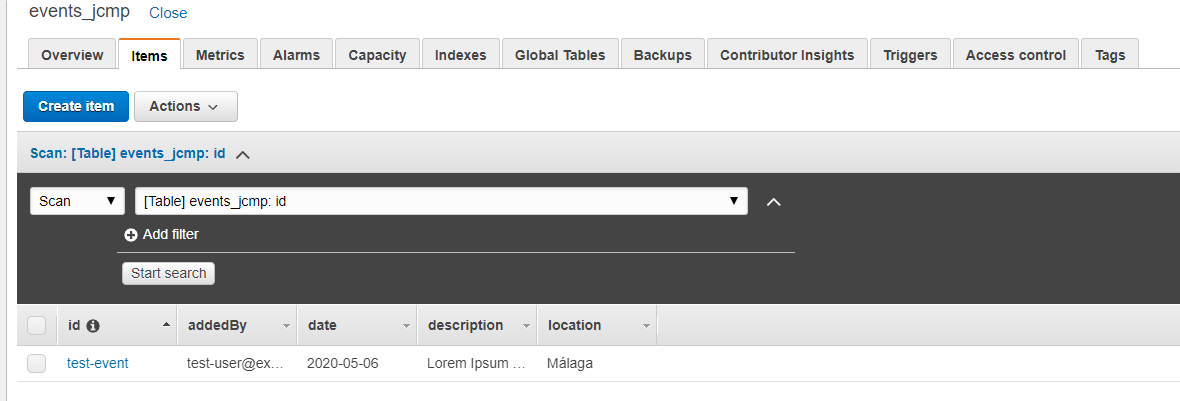 events_jcmp Close
Overview Items Metrics Alarms Capacity Indexes Global Tables Backups Contributor Insights Triggers Access control Tags
Create item Actions
Scan: [Table] events_jcmp: id
Scan [Table] events_jcmp: id
Add filter
Start search
id addedBy date description location
test-event test-user@ex... 2020-05-06 Lorem Ipsum ... Málaga